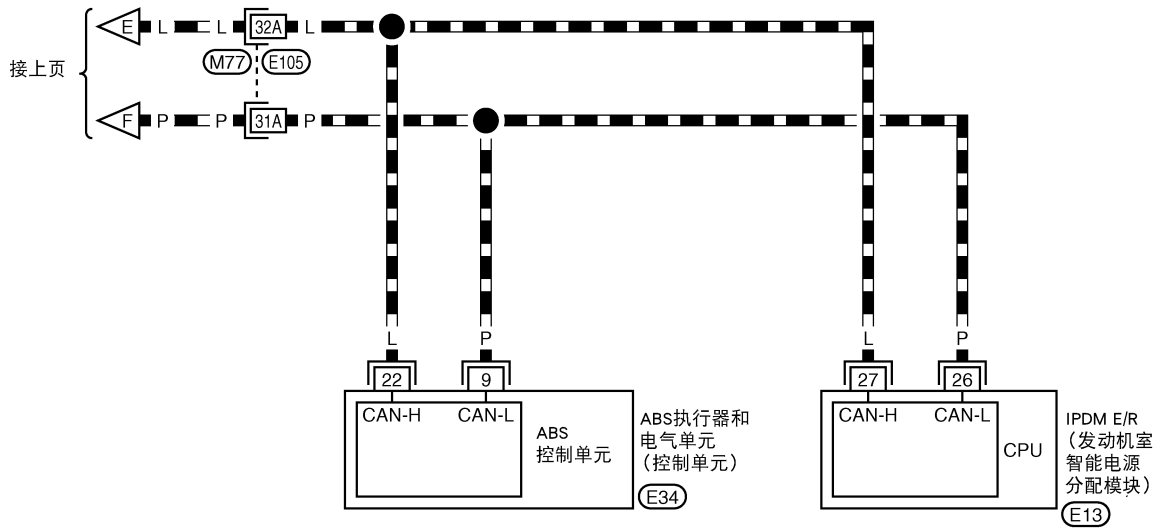 E L L 32A L
M77 E105
接上页
F P P 31A P
L P L P
22 9 27 26
CAN-H CAN-L CAN-H CAN-L
ABS
控制单元
ABS执行器和
电气单元
（控制单元）
E34
CPU
IPDM E/R
（发动机室
智能电源
分配模块）
E13